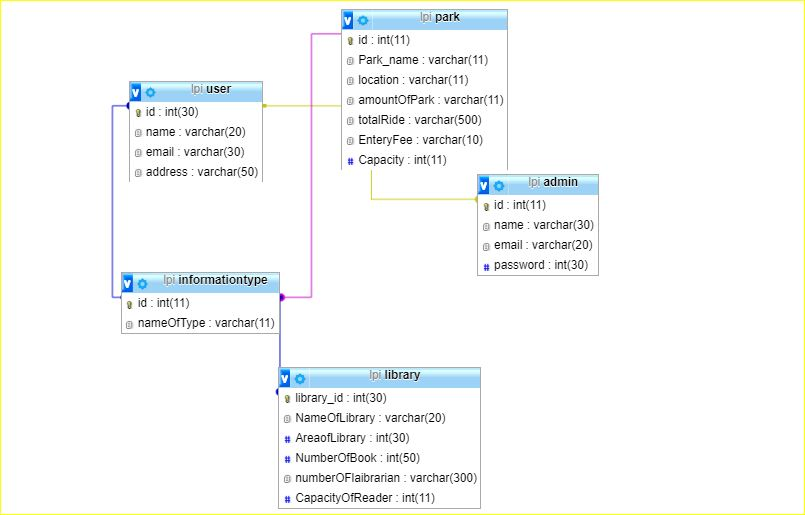 lpi park
id : int(11)
Park_name : varchar(11)
location : varchar(11)
amountOfPark : varchar(11)
totalRide : varchar(500)
EnteryFee : varchar(10)
# Capacity : int(11)
lpi user
id : int(30)
name : varchar(20)
email : varchar(30)
address : varchar(50)
lpi admin
id : int(11)
name : varchar(30)
email : varchar(20)
# password : int(30)
lpi informationtype
id : int(11)
nameOfType : varchar(11)
lpi library
library_id : int(30)
NameOfLibrary : varchar(20)
# AreaofLibrary : int(30)
# NumberOfBook : int(50)
numberOFlaibrarian : varchar(300)
# CapacityOfReader : int(11)